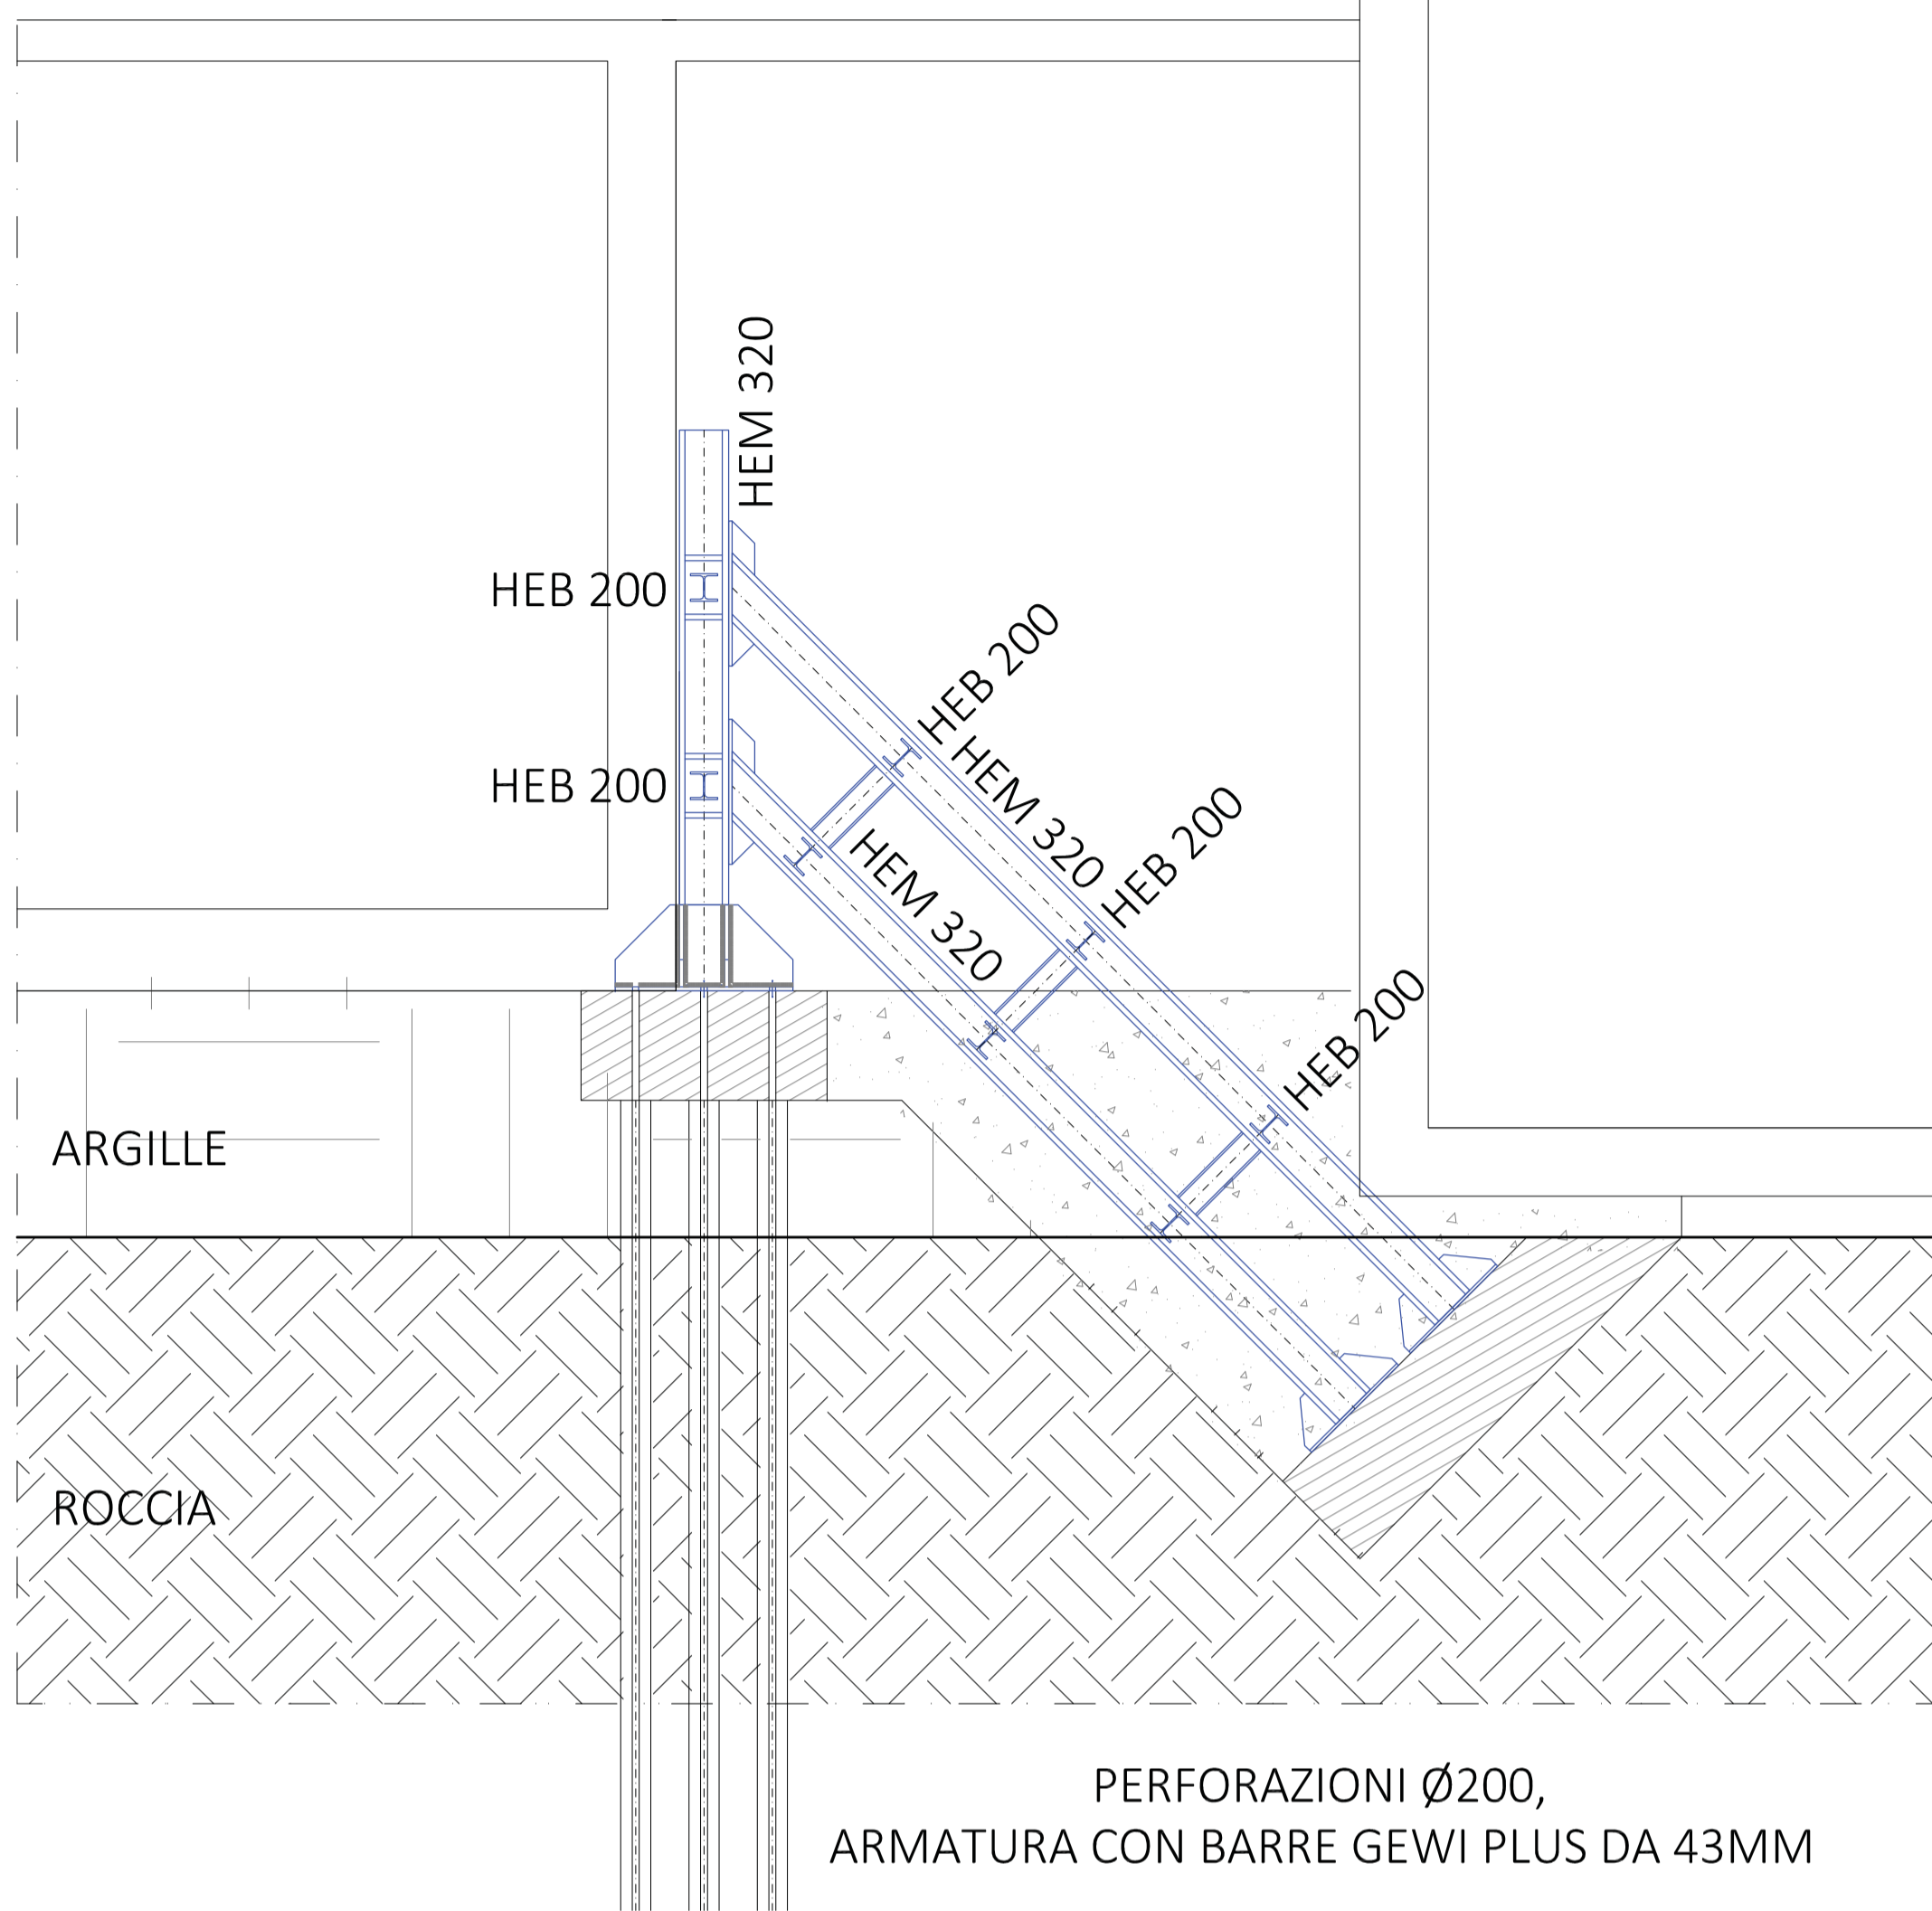 HEM 320
HEB 200
HEB 200
HEM 320
HEB 200
HEB 200
HEM 320
HEB 200
ARGILLE
ROCCIA
PERFORAZIONI Ø200,
ARMATURA CON BARRE GEWI PLUS DA 43MM